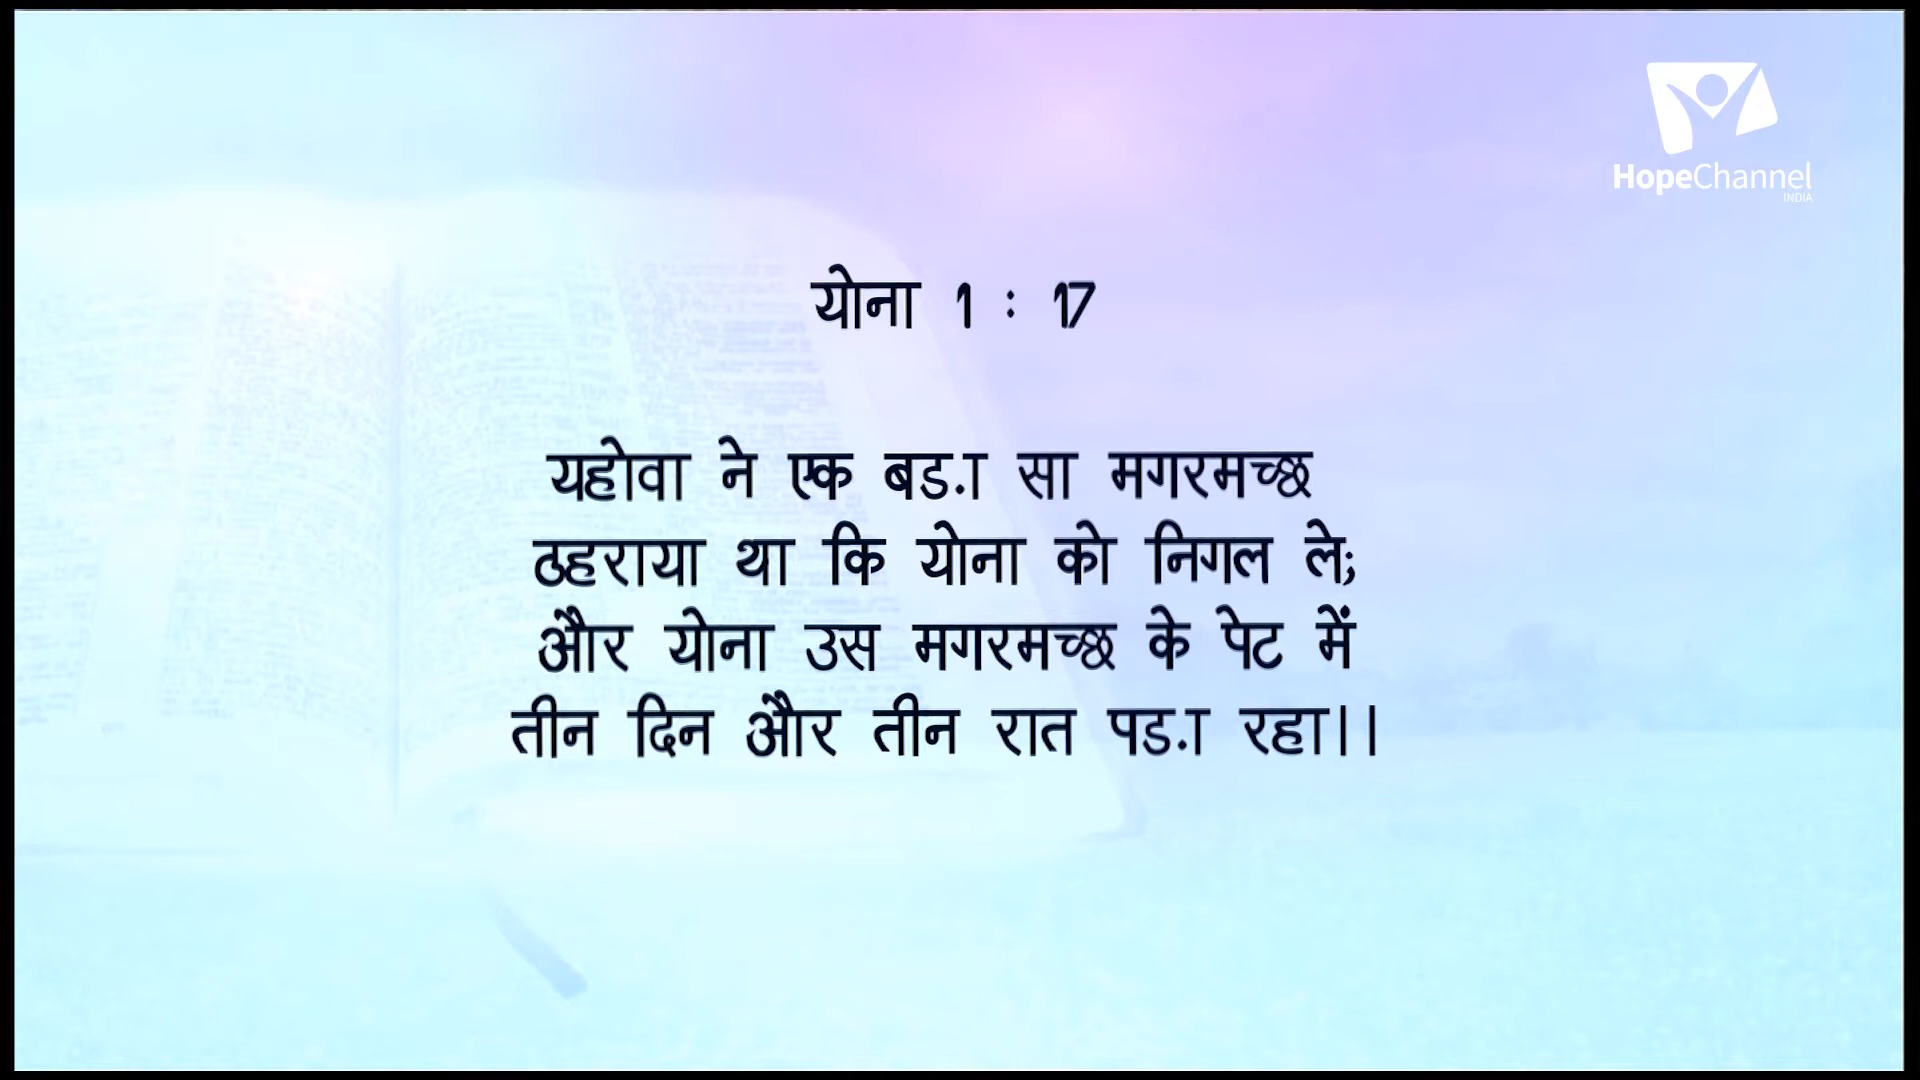 HopeChannel
INDIA
योना 1 : 17
यहोवा ने एक बड़ा सा मगरमच्छ
ठहराया था कि योना को निगल ले;
और योना उस मगरमच्छ के पेट में
तीन दिन और तीन रात पड़ा रहा।।